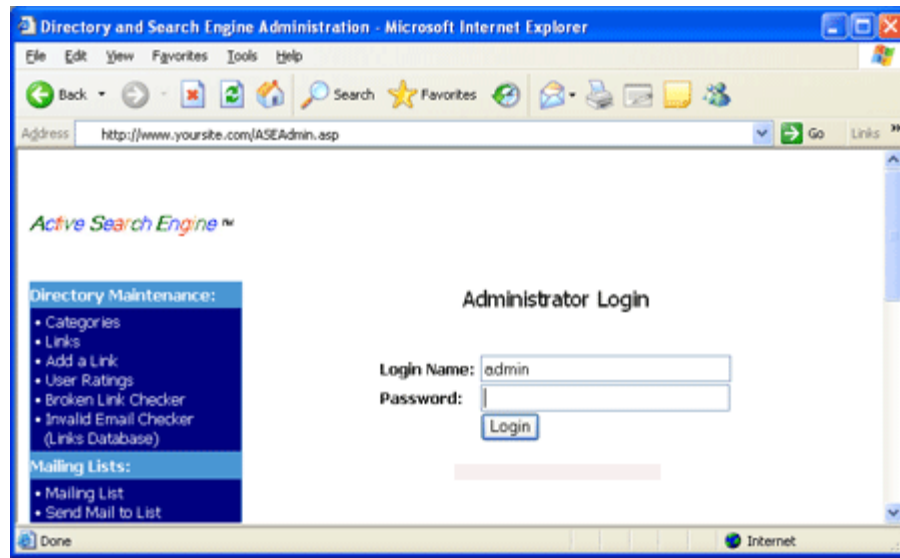 Directory and Search Engine Administration - Microsoft Internet Explorer
File Edit View Favorites Tools Help
Back Search Favorites
Address http://www.yoursite.com/ASEAdmin.asp Go Links »
Active Search Engine ™
Directory Maintenance:
• Categories
• Links
• Add a Link
• User Ratings
• Broken Link Checker
• Invalid Email Checker
(Links Database)
Mailing Lists:
• Mailing List
• Send Mail to List
Administrator Login
Login Name: admin
Password:
Login
Done Internet